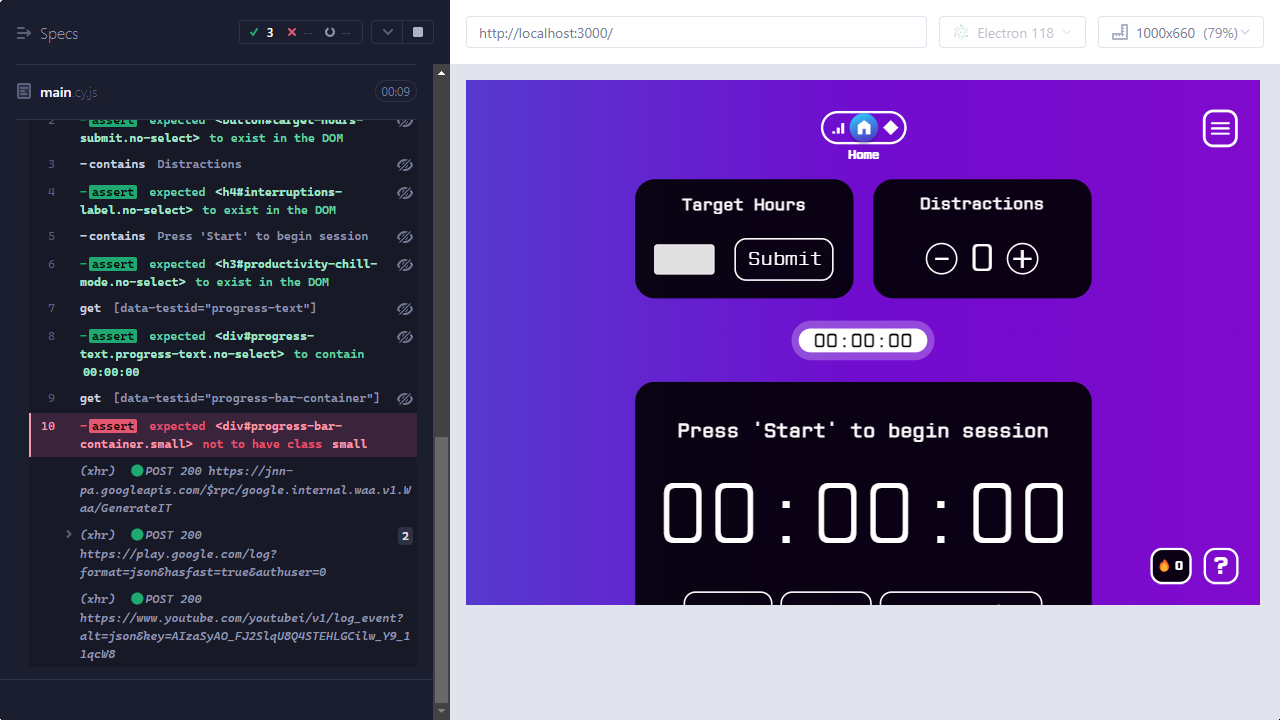 Specs
3
--
--
http://localhost:3000/
Electron 118
1000x660 (79%)
main.cy.js
00:09
2 -assert expected <button#target-hours-
submit.no-select> to exist in the DOM
3 -contains Distractions
4 -assert expected <h4#interruptions-
label.no-select> to exist in the DOM
5 -contains Press 'Start' to begin session
6 -assert expected <h3#productivity-chill-
mode.no-select> to exist in the DOM
7 get [data-testid="progress-text"]
8 -assert expected <div#progress-
text.progress-text.no-select> to contain
00:00:00
9 get [data-testid="progress-bar-container"]
10 -assert expected <div#progress-bar-
container.small> not to have class small
(xhr) POST 200 https://jnn-
pa.googleapis.com/$rpc/google.internal.waa.v1.W
aa/GenerateIT
(xhr) POST 200 2
https://play.google.com/log?
format=json&hasfast=true&authuser=0
(xhr) POST 200
https://www.youtube.com/youtubei/v1/log_event?
alt=json&key=AIzaSyAO_FJ2SlqU8Q4STEHLGCilw_Y9_1
1qcW8
Home
Target Hours
Submit
Distractions
0
00:00:00
Press 'Start' to begin session
00:00:00
0
?